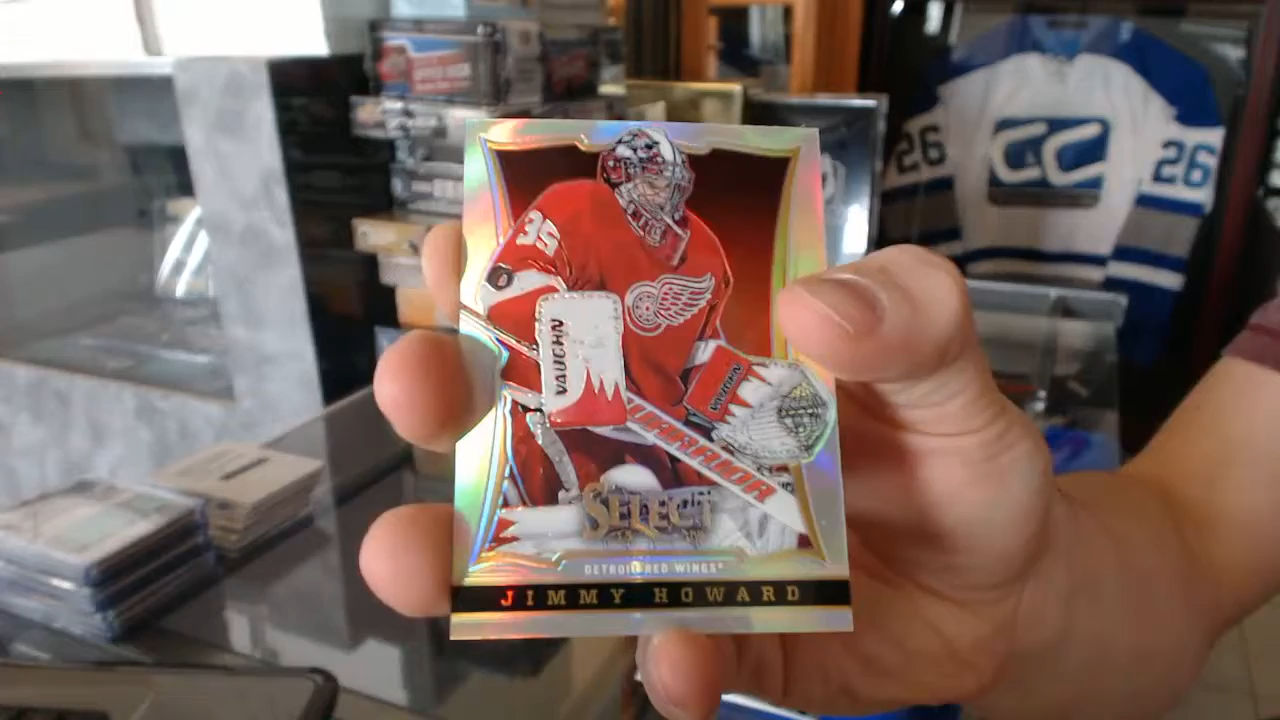 26
CC
26
35
VAUGHN
VAUGHN
WARRIOR
SELECT
DETROIT RED WINGS®
JIMMY HOWARD